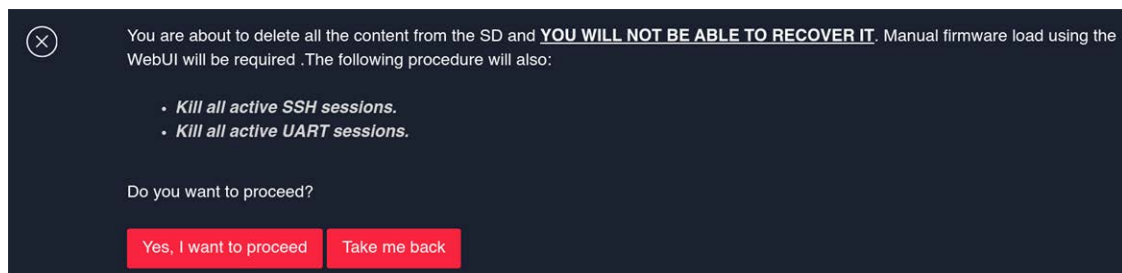 You are about to delete all the content from the SD and YOU WILL NOT BE ABLE TO RECOVER IT. Manual firmware load using the
WebUI will be required .The following procedure will also:
• Kill all active SSH sessions.
• Kill all active UART sessions.
Do you want to proceed?
Yes, I want to proceed Take me back